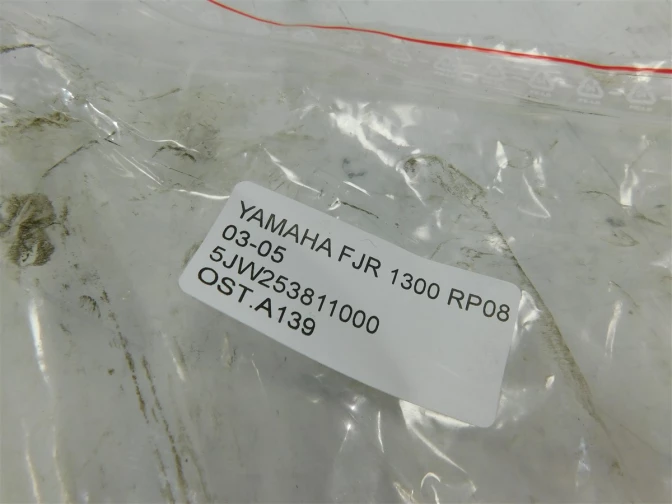 YAMAHA FJR 1300 RP08
03-05
5JW253811000
OST.A139